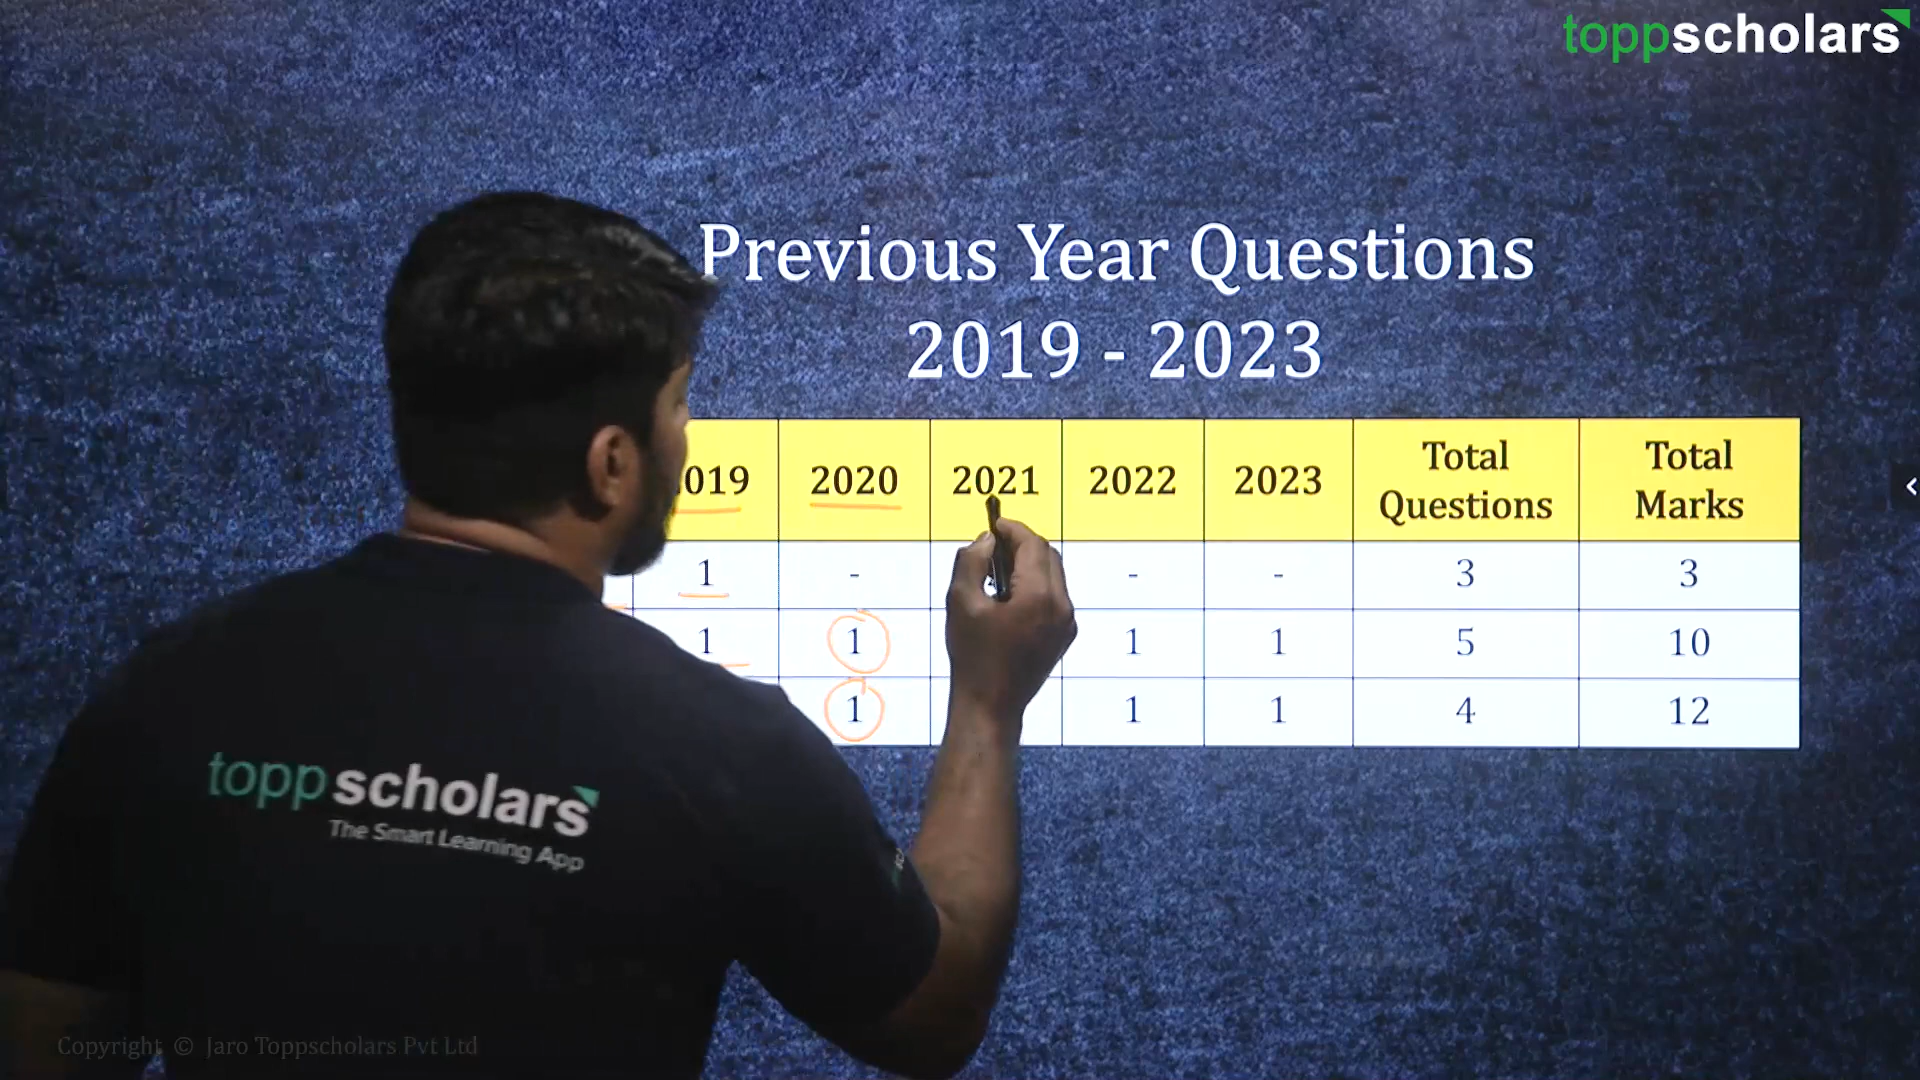 toppscholars
Previous Year Questions
2019 - 2023
019 2020 2021 2022 2023 Total Questions Total Marks
1 - - - 3 3
1 1 1 1 5 10
1 1 1 4 12
toppscholars
The Smart Learning App
Copyright © Jaro Toppscholars Pvt Ltd